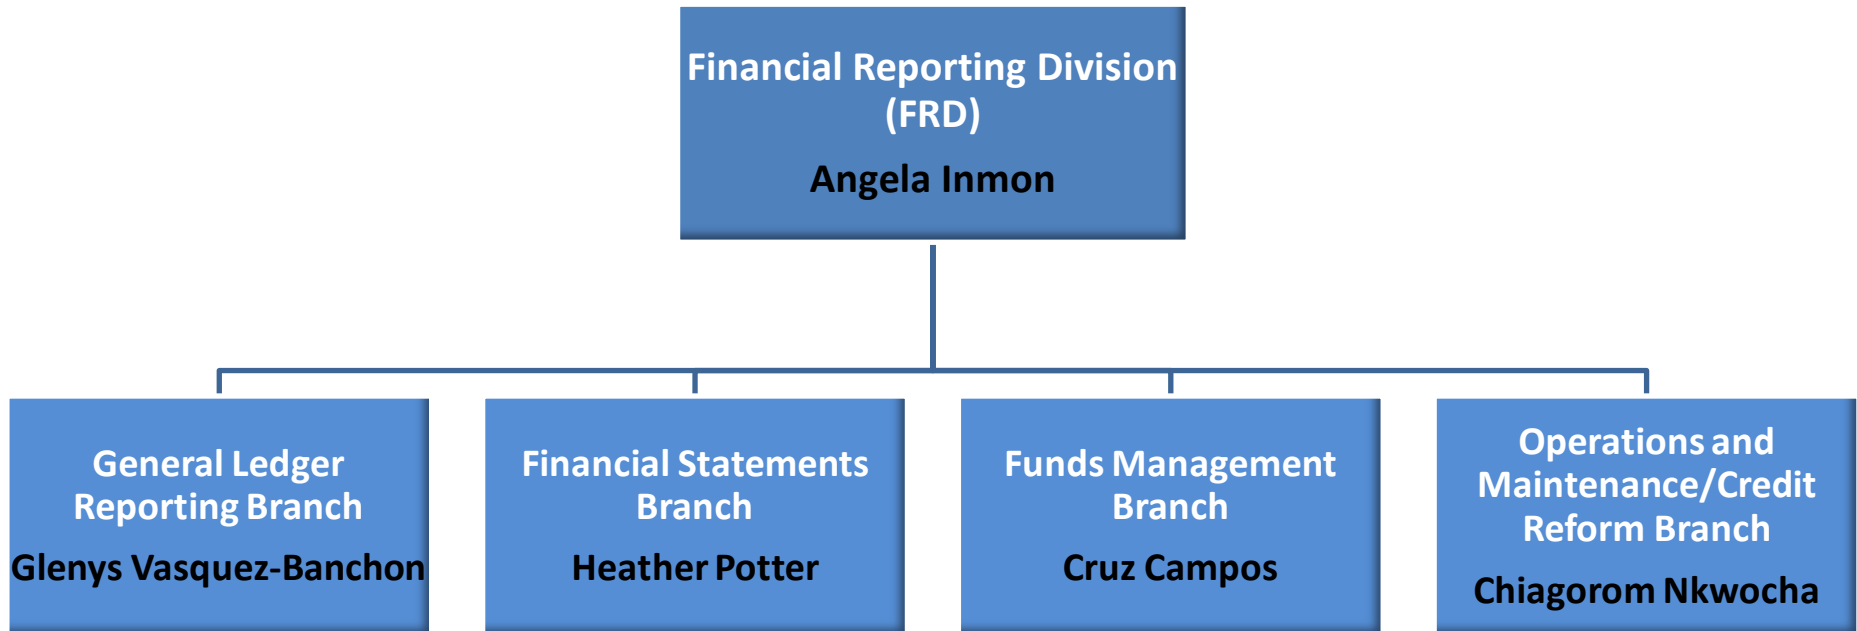 Financial Reporting Division
(FRD)
Angela Inmon
General Ledger
Reporting Branch
Glenys Vasquez-Banchon
Financial Statements
Branch
Heather Potter
Funds Management
Branch
Cruz Campos
Operations and
Maintenance/Credit
Reform Branch
Chiagorom Nkwocha